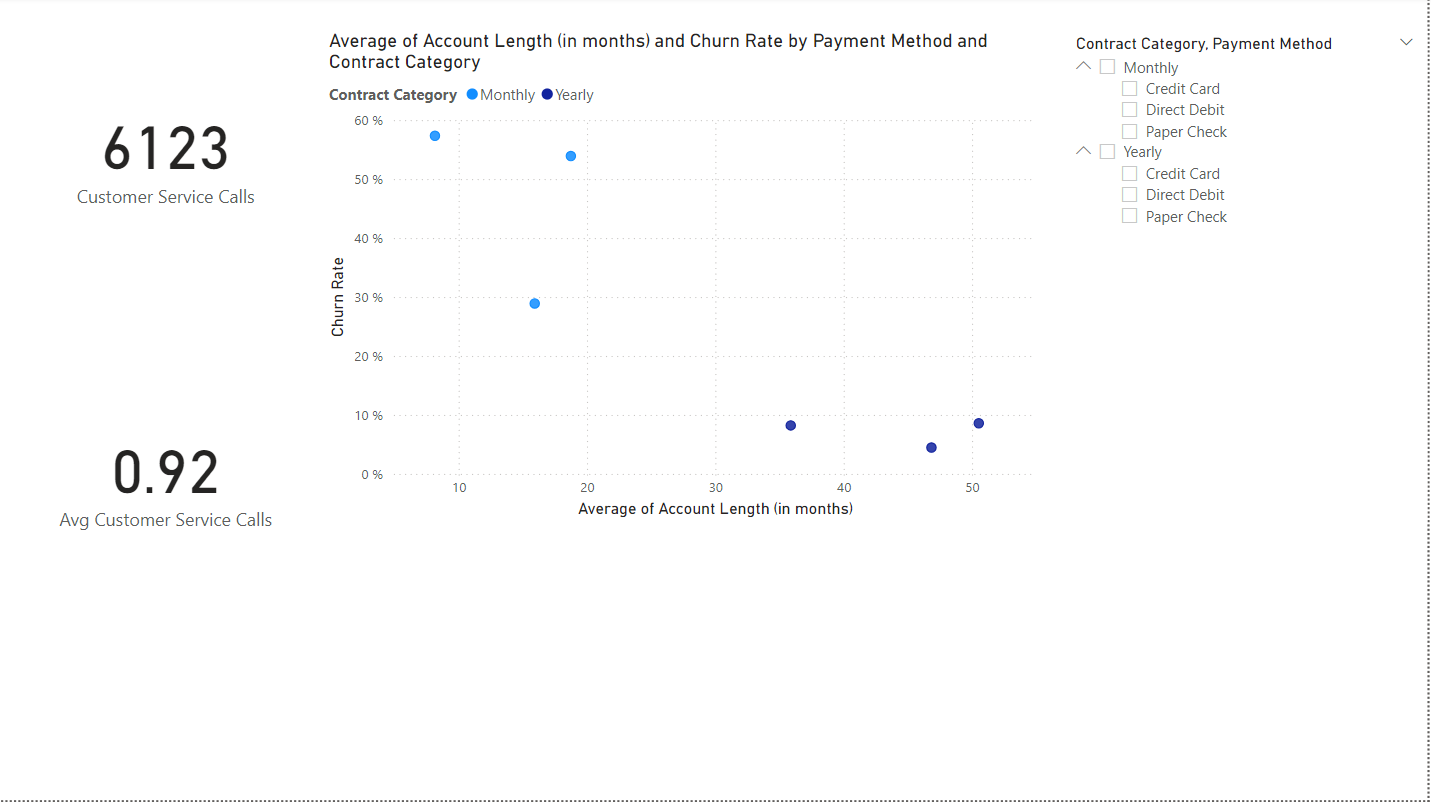 6123
Customer Service Calls
0.92
Avg Customer Service Calls
Average of Account Length (in months) and Churn Rate by Payment Method and
Contract Category
Contract Category Monthly Yearly
60 %
50 %
40 %
30 %
20 %
10 %
0 %
Churn Rate
10 20 30 40 50
Average of Account Length (in months)
Contract Category, Payment Method
Monthly
Credit Card
Direct Debit
Paper Check
Yearly
Credit Card
Direct Debit
Paper Check